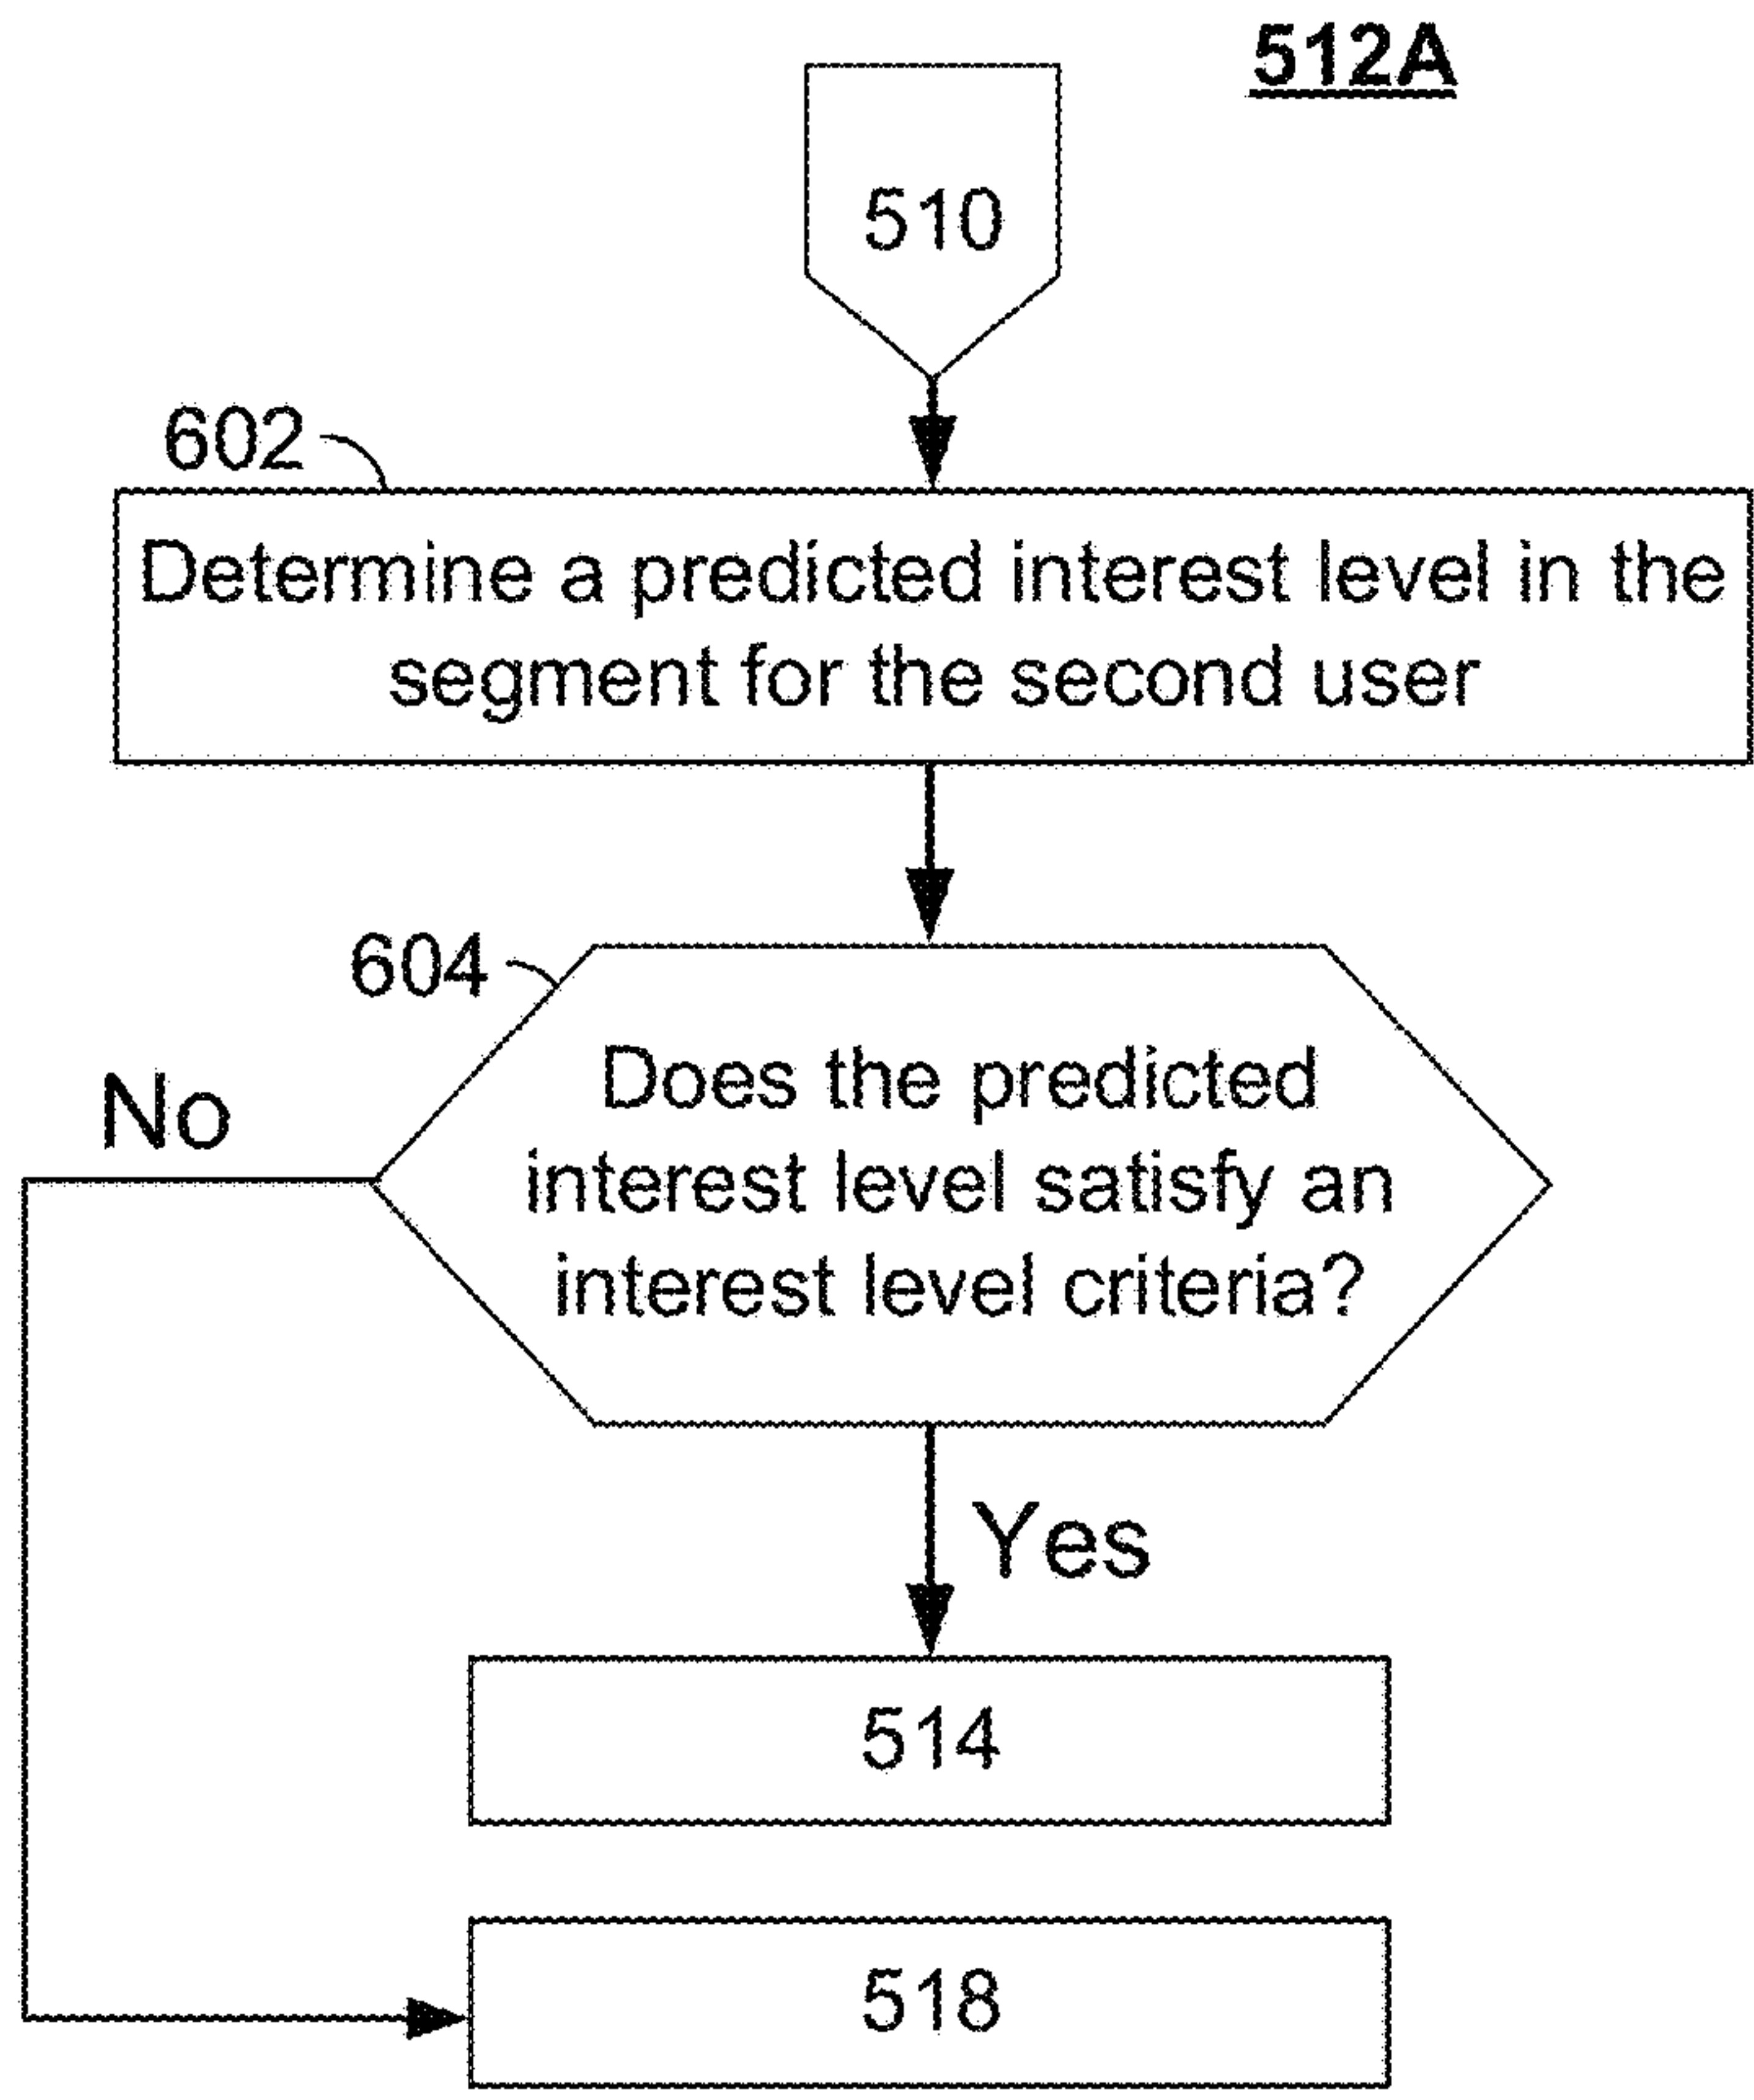 512A
510
602
Determine a predicted interest level in the
segment for the second user
604
Does the predicted
interest level satisfy an
interest level criteria?
No
Yes
514
518